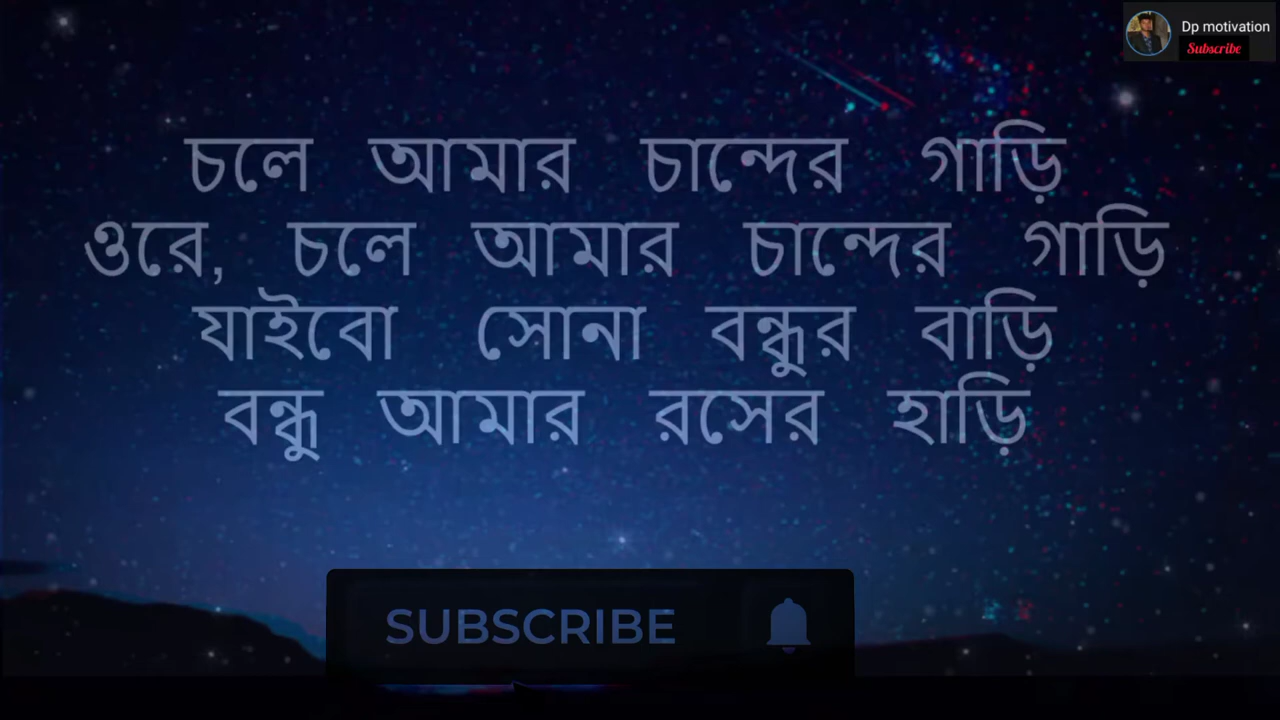 Dp motivation
Subscribe
চলে আমার চান্দের গাড়ি
ওরে, চলে আমার চান্দের গাড়ি
যাইবো সোনা বন্ধুর বাড়ি
বন্ধু আমার রসের হাড়ি
SUBSCRIBE